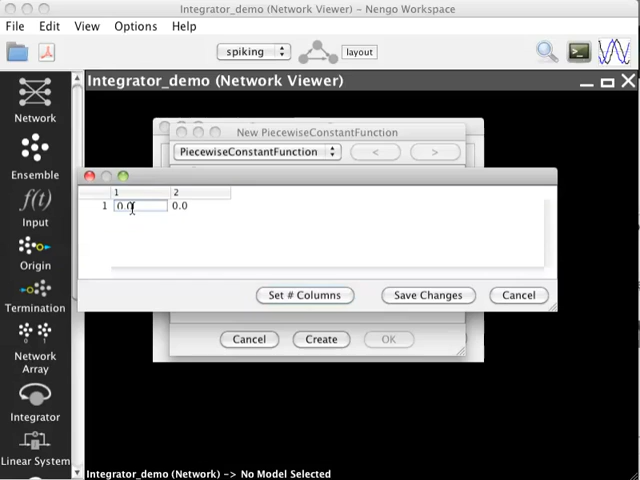 Integrator_demo (Network Viewer) - Nengo Workspace
File Edit View Options Help
spiking layout
Integrator_demo (Network Viewer)
Network
Ensemble
f(t)
Input
Origin
Termination
0 1
Network
Array
Integrator
Linear System
New PiecewiseConstantFunction
PiecewiseConstantFunction < >
1 2
1 0.0 0.0
Set # Columns Save Changes Cancel
Cancel Create OK
Integrator_demo (Network) -> No Model Selected